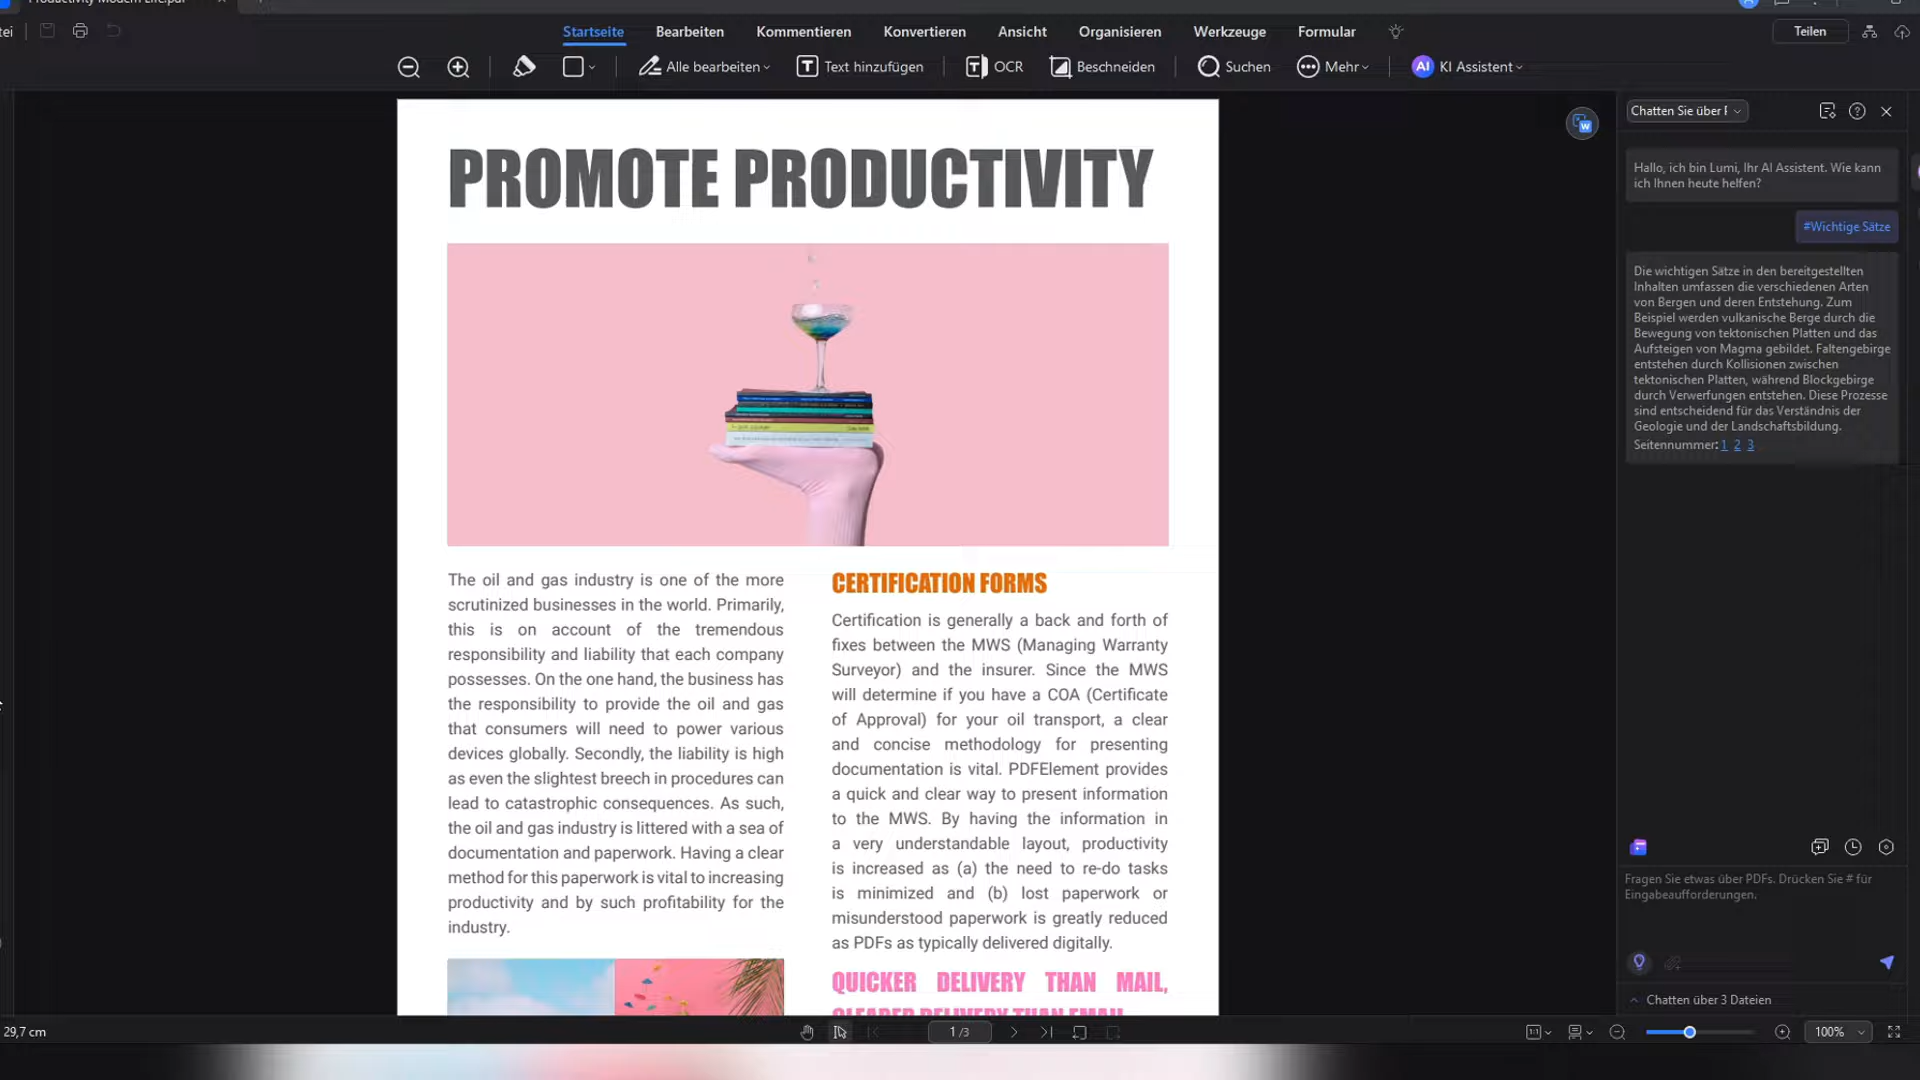 Productivity Modern Life.pdf
tei
Startseite
Bearbeiten
Kommentieren
Konvertieren
Ansicht
Organisieren
Werkzeuge
Formular
Teilen
Alle bearbeiten
Text hinzufügen
OCR
Beschneiden
Suchen
Mehr
AI KI Assistent
PROMOTE PRODUCTIVITY
The oil and gas industry is one of the more
scrutinized businesses in the world. Primarily,
this is on account of the tremendous
responsibility and liability that each company
possesses. On the one hand, the business has
the responsibility to provide the oil and gas
that consumers will need to power various
devices globally. Secondly, the liability is high
as even the slightest breech in procedures can
lead to catastrophic consequences. As such,
the oil and gas industry is littered with a sea of
documentation and paperwork. Having a clear
method for this paperwork is vital to increasing
productivity and by such profitability for the
industry.
CERTIFICATION FORMS
Certification is generally a back and forth of
fixes between the MWS (Managing Warranty
Surveyor) and the insurer. Since the MWS
will determine if you have a COA (Certificate
of Approval) for your oil transport, a clear
and concise methodology for presenting
documentation is vital. PDFElement provides
a quick and clear way to present information
to the MWS. By having the information in
a very understandable layout, productivity
is increased as (a) the need to re-do tasks
is minimized and (b) lost paperwork or
misunderstood paperwork is greatly reduced
as PDFs as typically delivered digitally.
QUICKER DELIVERY THAN MAIL,
CLEARER DELIVERY THAN EMAIL
Chatten Sie über F
Hallo, ich bin Lumi, Ihr AI Assistent. Wie kann
ich Ihnen heute helfen?
#Wichtige Sätze
Die wichtigen Sätze in den bereitgestellten
Inhalten umfassen die verschiedenen Arten
von Bergen und deren Entstehung. Zum
Beispiel werden vulkanische Berge durch die
Bewegung von tektonischen Platten und das
Aufsteigen von Magma gebildet. Faltengebirge
entstehen durch Kollisionen zwischen
tektonischen Platten, während Blockgebirge
durch Verwerfungen entstehen. Diese Prozesse
sind entscheidend für das Verständnis der
Geologie und der Landschaftsbildung.
Seitennummer: 1 2 3
Fragen Sie etwas über PDFs. Drücken Sie # für
Eingabeaufforderungen.
Chatten über 3 Dateien
29,7 cm
1 /3
100%